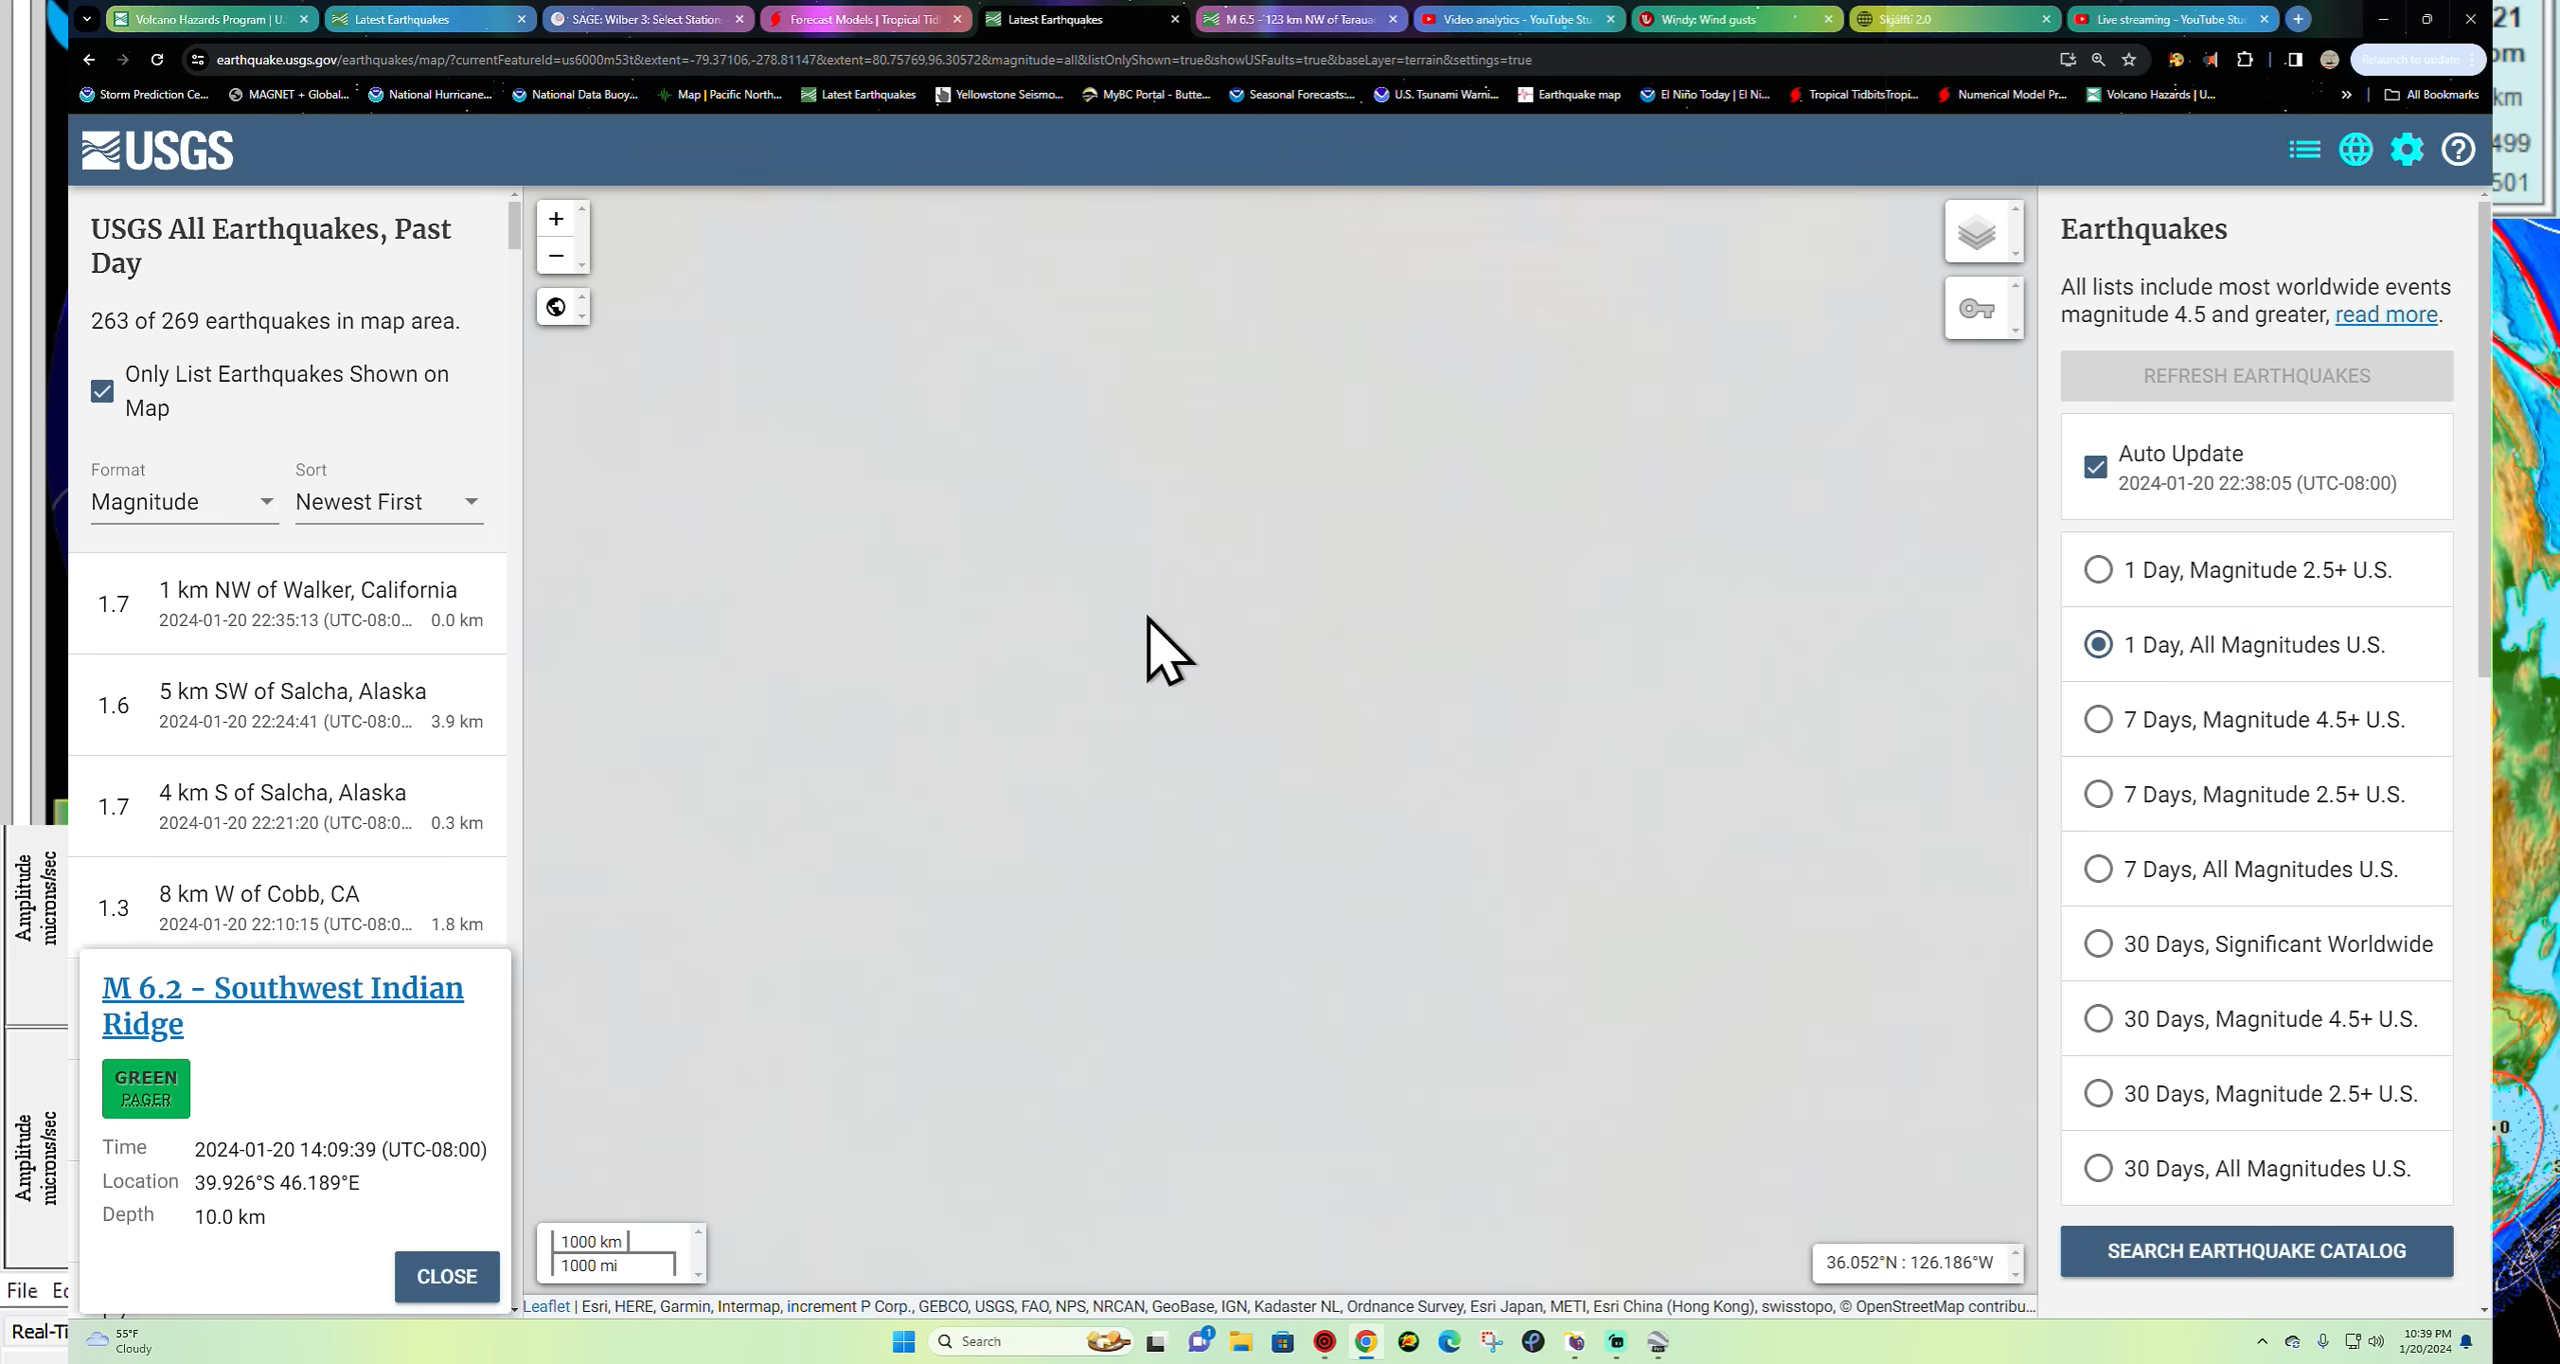 Volcano Hazards Program | U.
Latest Earthquakes
SAGE: Wilber 3: Select Station
Forecast Models | Tropical Tid
Latest Earthquakes
M 6.5 - 123 km NW of Tarauac
Video analytics - YouTube Stu
Windy: Wind gusts
Skjálfti 2.0
Live streaming - YouTube Stu
earthquake.usgs.gov/earthquakes/map/?currentFeatureId=us6000m53t&extent=-79.37106,-278.81147&extent=80.75769,96.30572&magnitude=all&listOnlyShown=true&showUSFaults=true&baseLayer=terrain&settings=true
Relaunch to update
Storm Prediction Ce...
MAGNET + Global...
National Hurricane...
National Data Buoy...
Map | Pacific North...
Latest Earthquakes
Yellowstone Seismo...
MyBC Portal - Butte...
Seasonal Forecasts:...
U.S. Tsunami Warni...
Earthquake map
El Niño Today | El Ni...
Tropical TidbitsTropi...
Numerical Model Pr...
Volcano Hazards | U...
All Bookmarks
21
om
km
499
501
USGS
USGS All Earthquakes, Past
Day
263 of 269 earthquakes in map area.
Only List Earthquakes Shown on
Map
Format
Sort
Magnitude
Newest First
1.7
1 km NW of Walker, California
2024-01-20 22:35:13 (UTC-08:0...
0.0 km
1.6
5 km SW of Salcha, Alaska
2024-01-20 22:24:41 (UTC-08:0...
3.9 km
1.7
4 km S of Salcha, Alaska
2024-01-20 22:21:20 (UTC-08:0...
0.3 km
1.3
8 km W of Cobb, CA
2024-01-20 22:10:15 (UTC-08:0...
1.8 km
M 6.2 - Southwest Indian
Ridge
GREEN
PAGER
Time
2024-01-20 14:09:39 (UTC-08:00)
Location
39.926°S 46.189°E
Depth
10.0 km
CLOSE
+
−
1000 km
1000 mi
36.052°N : 126.186°W
Leaflet | Esri, HERE, Garmin, Intermap, increment P Corp., GEBCO, USGS, FAO, NPS, NRCAN, GeoBase, IGN, Kadaster NL, Ordnance Survey, Esri Japan, METI, Esri China (Hong Kong), swisstopo, © OpenStreetMap contribu...
Earthquakes
All lists include most worldwide events
magnitude 4.5 and greater, read more.
REFRESH EARTHQUAKES
Auto Update
2024-01-20 22:38:05 (UTC-08:00)
1 Day, Magnitude 2.5+ U.S.
1 Day, All Magnitudes U.S.
7 Days, Magnitude 4.5+ U.S.
7 Days, Magnitude 2.5+ U.S.
7 Days, All Magnitudes U.S.
30 Days, Significant Worldwide
30 Days, Magnitude 4.5+ U.S.
30 Days, Magnitude 2.5+ U.S.
30 Days, All Magnitudes U.S.
SEARCH EARTHQUAKE CATALOG
Amplitude
microns/sec
Amplitude
microns/sec
File
Real-Ti
55°F
Cloudy
Search
1
10:39 PM
1/20/2024